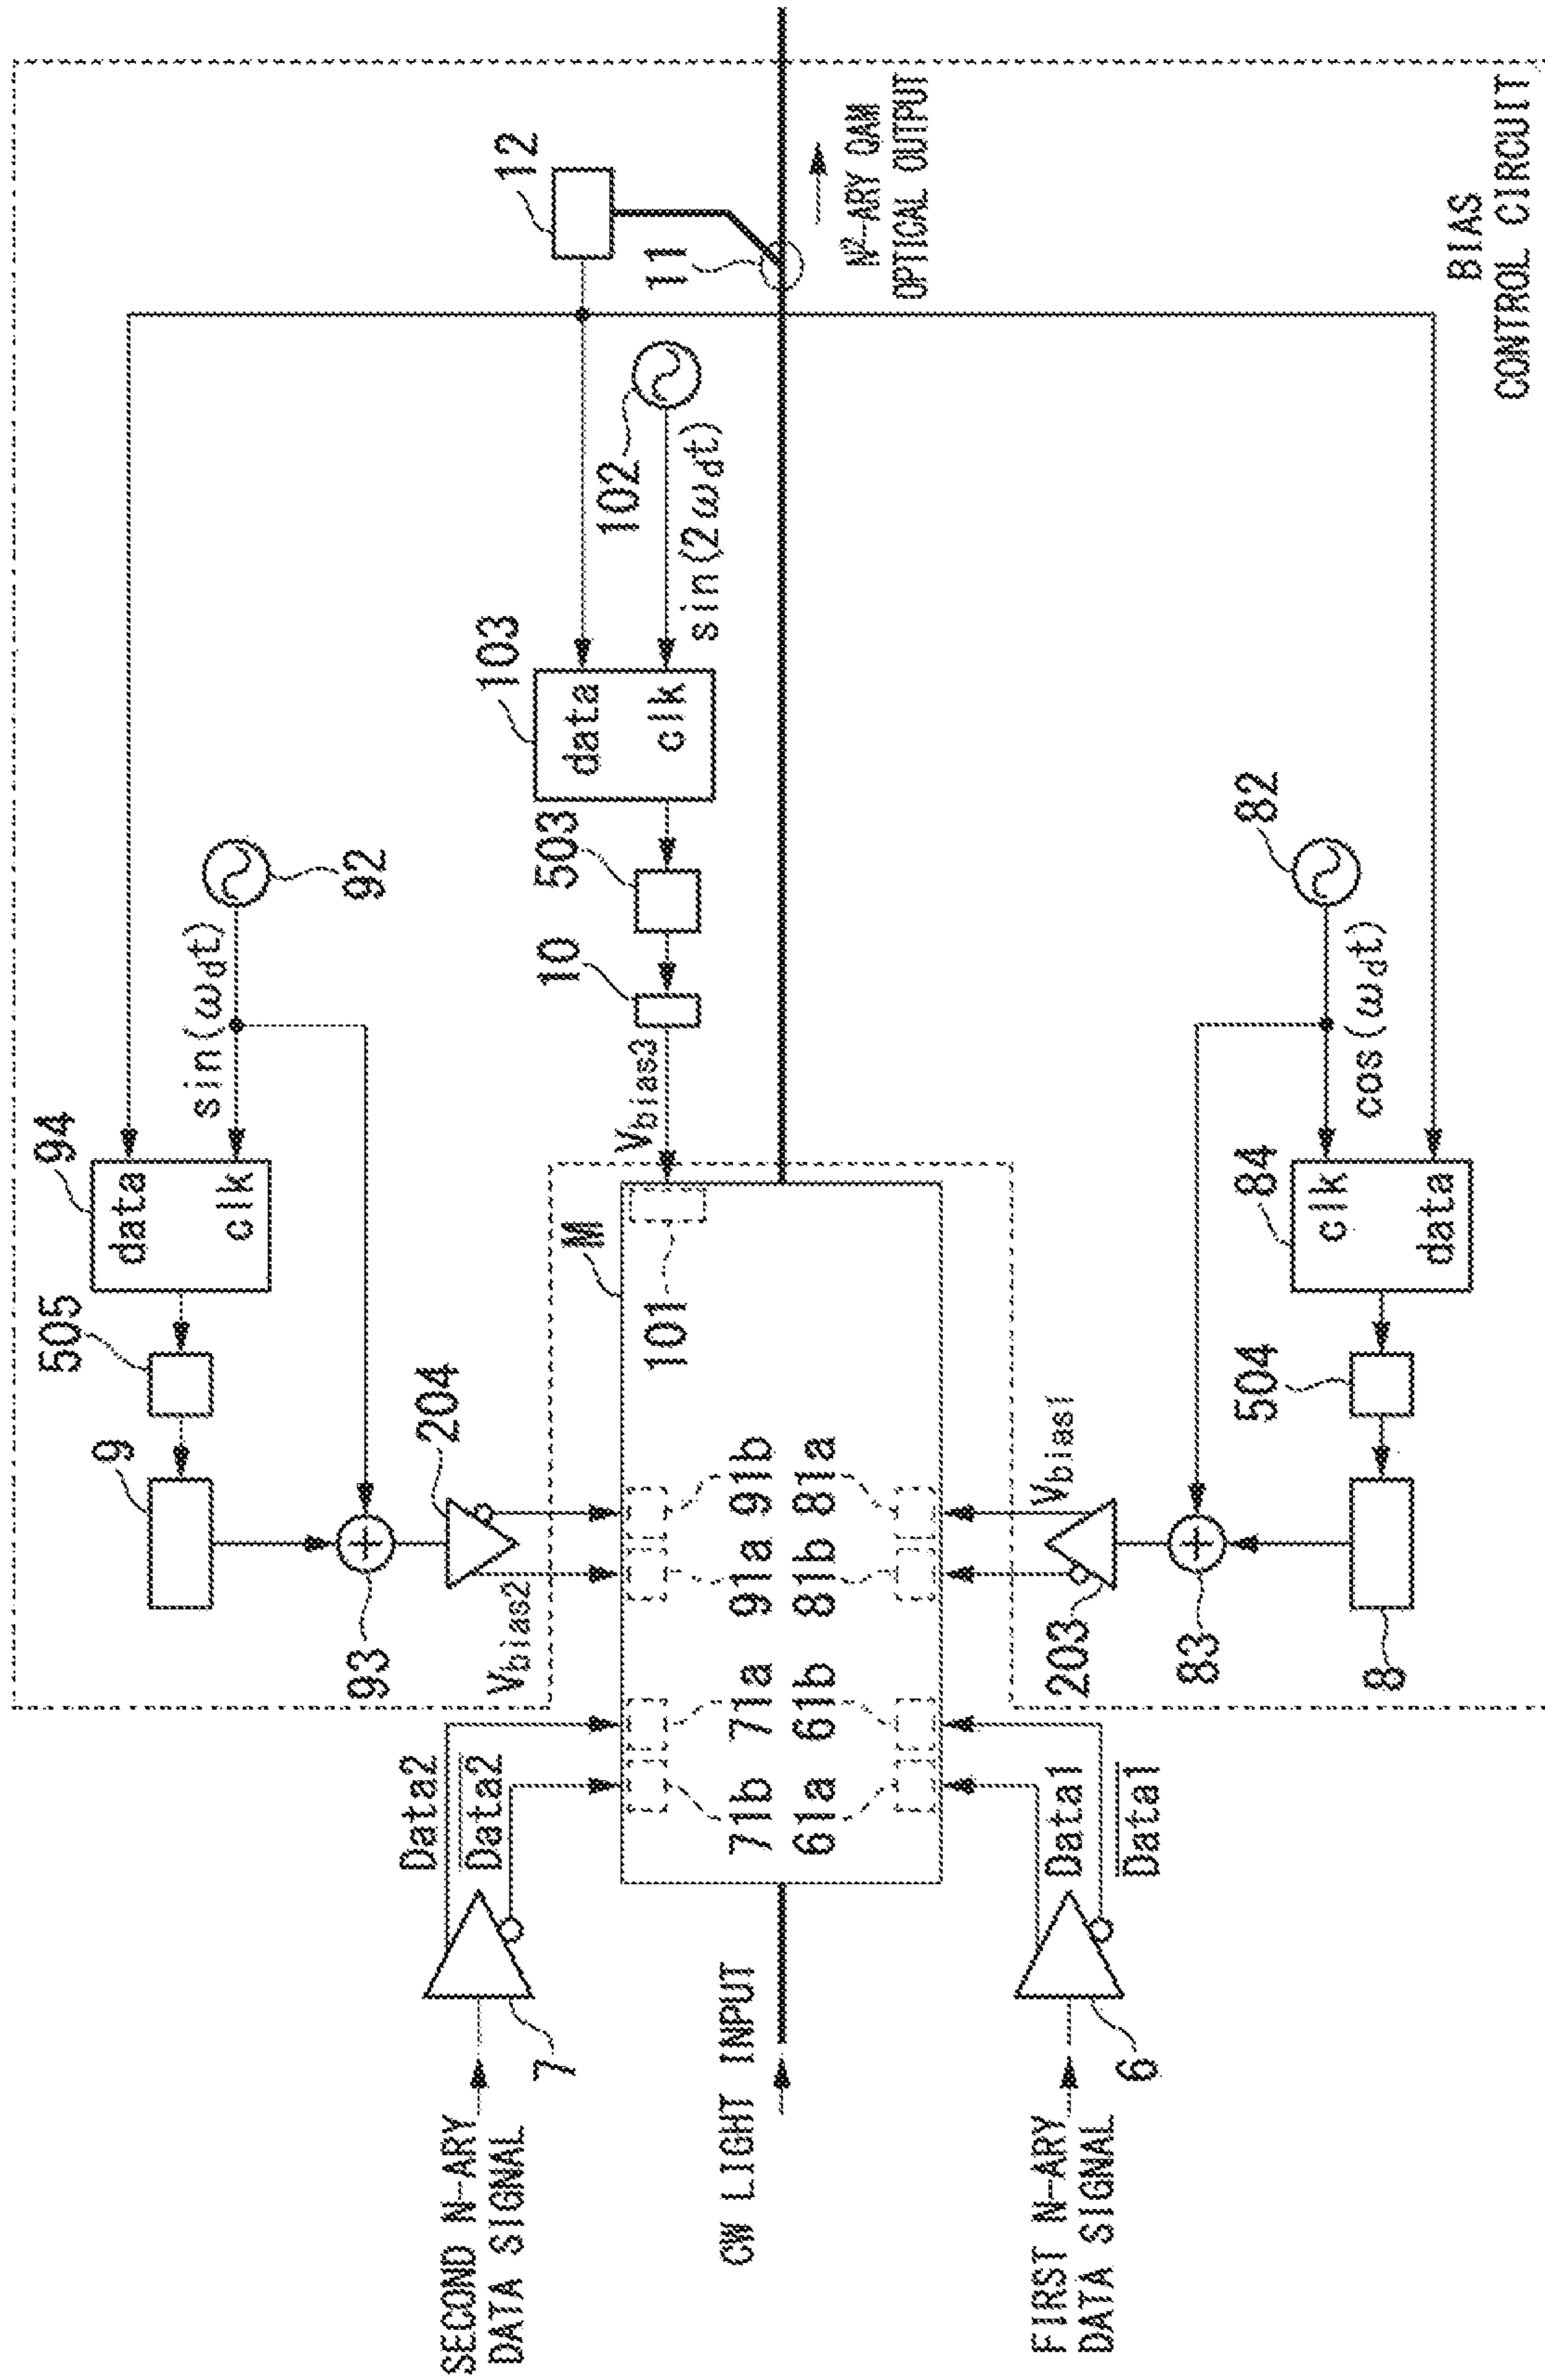 SECOND N-ARY
DATA SIGNAL
7
Data2
Data2
CW LIGHT INPUT
FIRST N-ARY
DATA SIGNAL
6
Data1
Data1
71b
71a
91a
91b
61a
61b
81b
81a
M
101
Vbias2
204
93
9
505
94
data
clk
sin(ωdt)
92
Vbias3
10
503
103
data
clk
sin(2ωdt)
102
12
11
N²-ARY QAM
OPTICAL OUTPUT
Vbias1
203
83
8
504
84
clk
data
cos(ωdt)
82
BIAS
CONTROL CIRCUIT